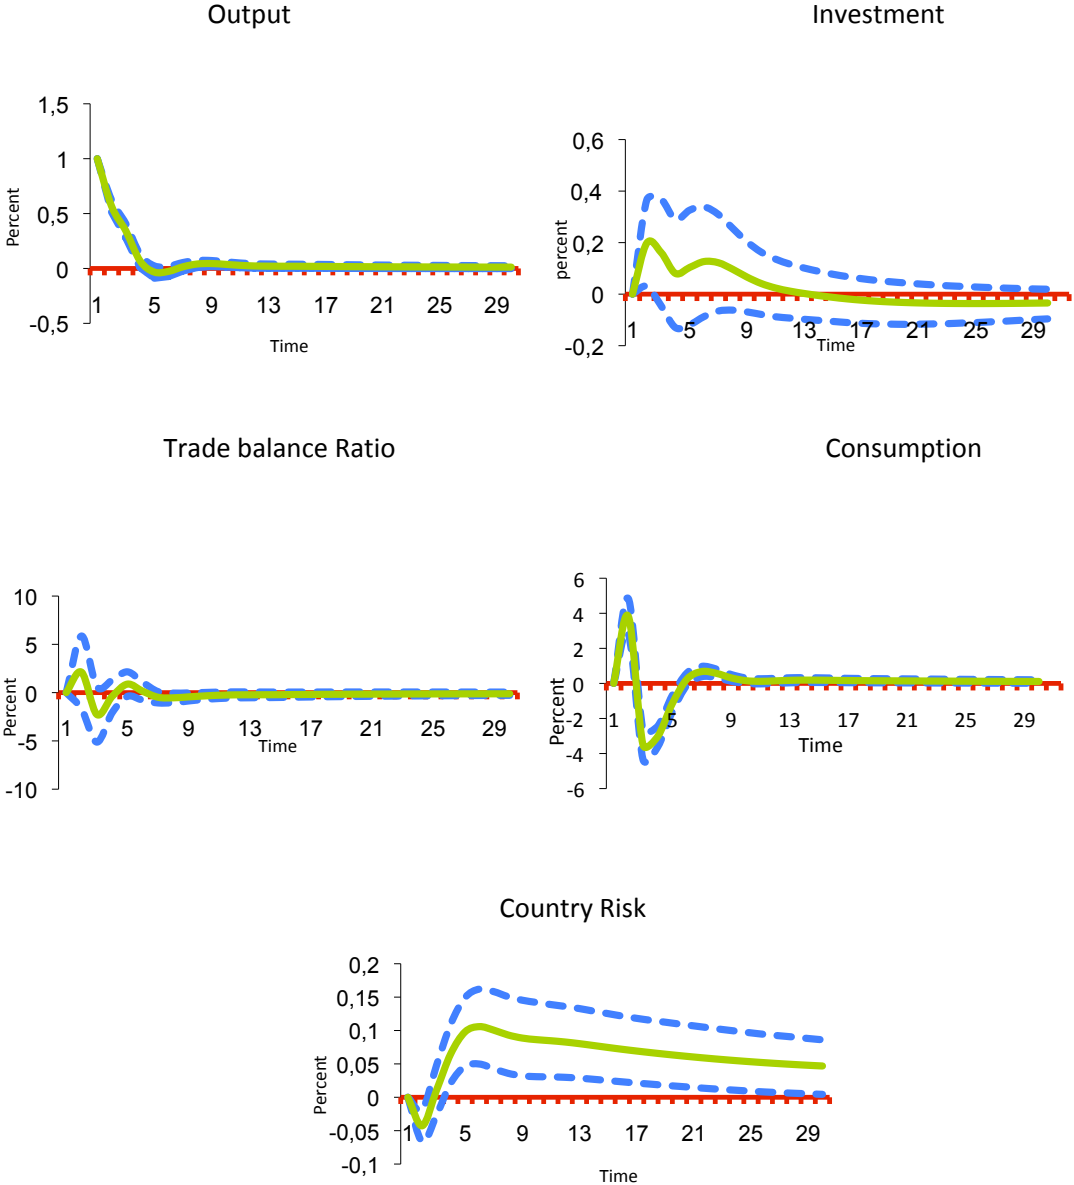 Output
1,5
1
0,5
0
-0,5
Percent
1 5 9 13 17 21 25 29
Time
Investment
0,6
0,4
0,2
0
-0,2
percent
1 5 9 13 17 21 25 29
Time
Trade balance Ratio
10
5
0
-5
-10
Percent
1 5 9 13 17 21 25 29
Time
Consumption
6
4
2
0
-2
-4
-6
Percent
1 5 9 13 17 21 25 29
Time
Country Risk
0,2
0,15
0,1
0,05
0
-0,05
-0,1
Percent
1 5 9 13 17 21 25 29
Time